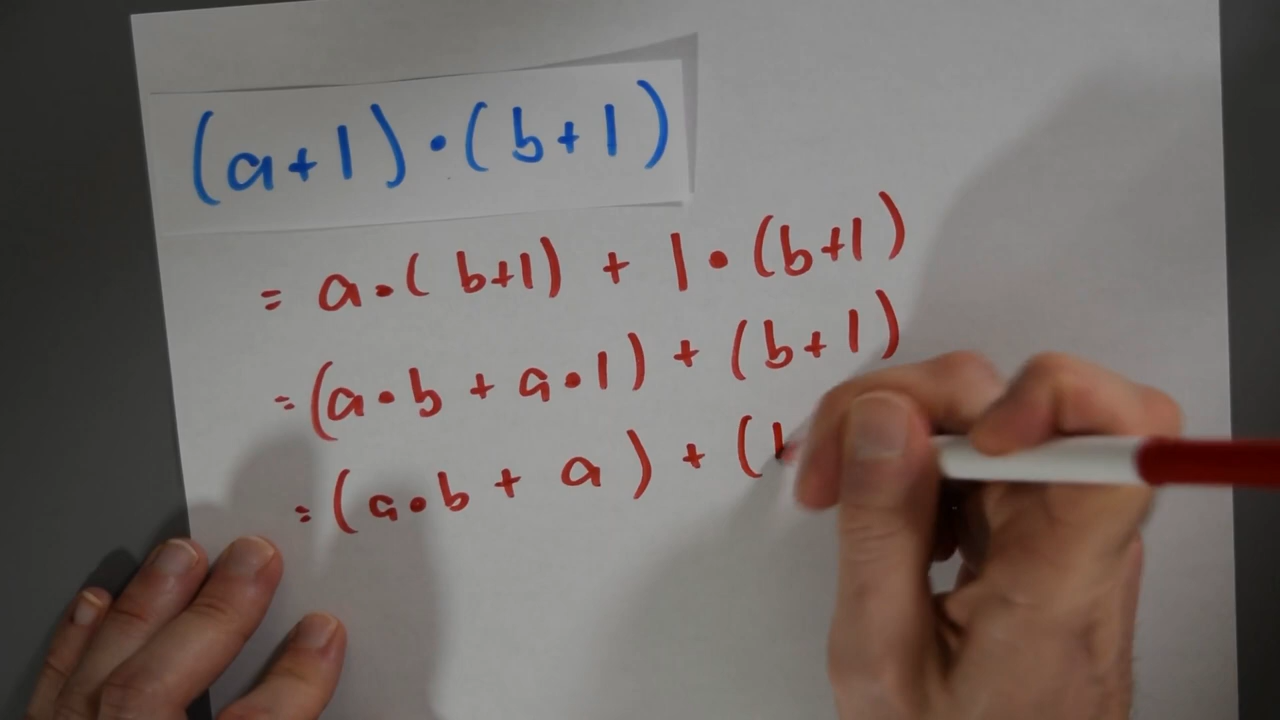 (a+1)·(b+1)
= a·(b+1) + 1·(b+1)
= (a·b + a·1) + (b+1)
= (a·b + a) + (